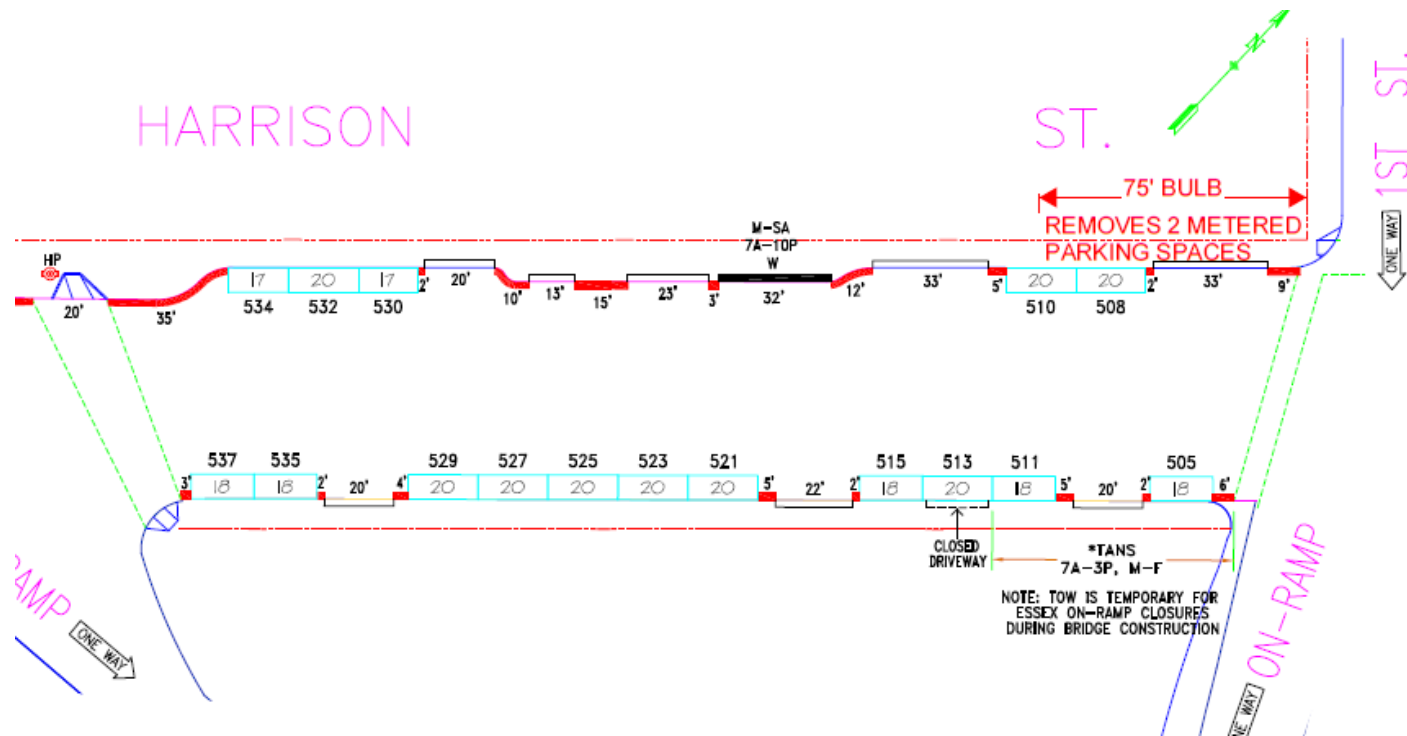 HARRISON ST.
1ST ST.
N
ONE WAY
75' BULB
REMOVES 2 METERED
PARKING SPACES
M-SA
7A-10P
W
HP
20'
35'
17 20 17
534 532 530
2'
20'
10'
13'
15'
23'
3'
32'
12'
33'
5'
20 20
510 508
2'
33'
9'
537 535 529 527 525 523 521 515 513 511 505
3' 18 18 2' 20' 4' 20 20 20 20 20 5' 22' 2' 18 20 18 5' 20' 2' 18 6'
CLOSED
DRIVEWAY
*TANS
7A-3P, M-F
NOTE: TOW IS TEMPORARY FOR
ESSEX ON-RAMP CLOSURES
DURING BRIDGE CONSTRUCTION
ONE WAY
ON-RAMP